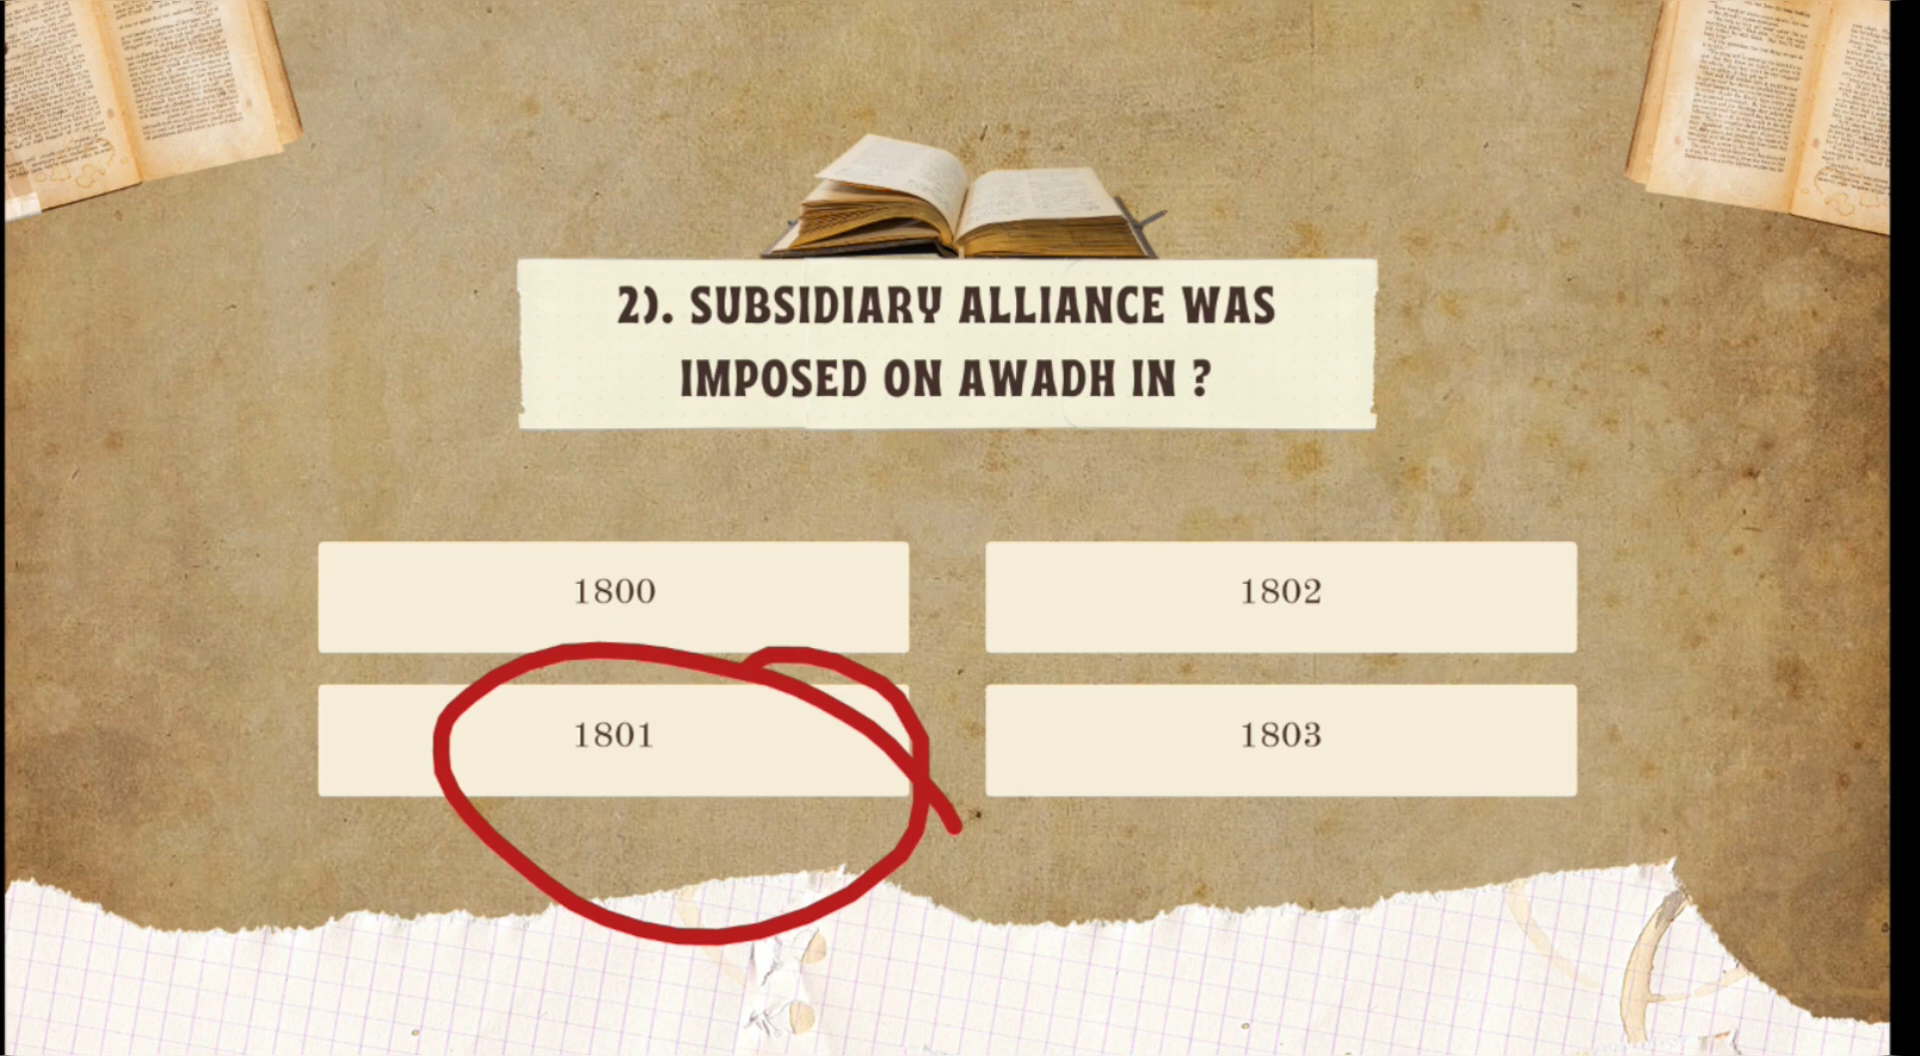 2). SUBSIDIARY ALLIANCE WAS
IMPOSED ON AWADH IN ?
1800
1802
1801
1803